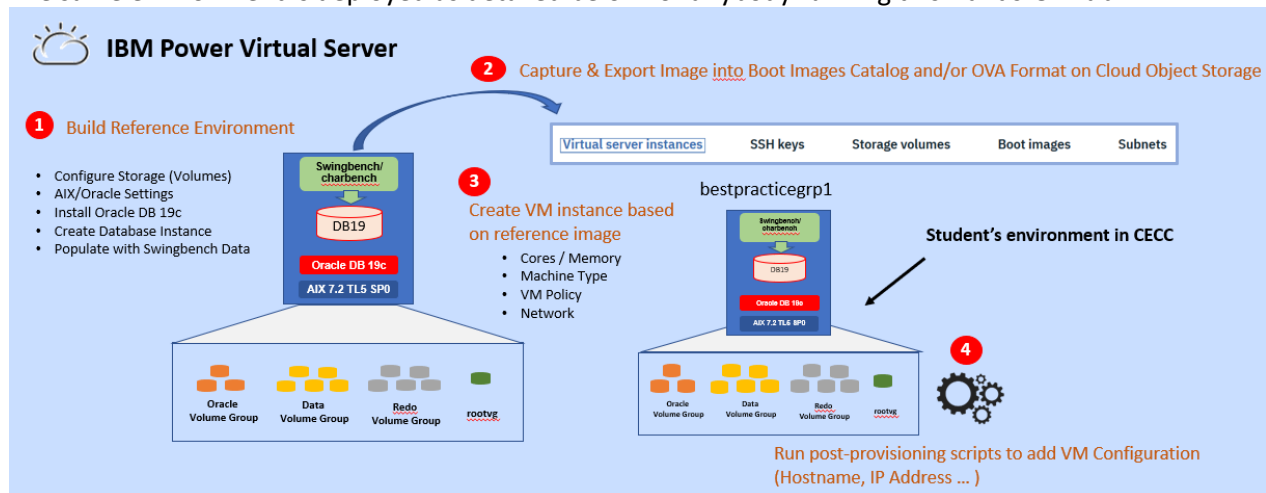 IBM Power Virtual Server
2 Capture & Export Image into Boot Images Catalog and/or OVA Format on Cloud Object Storage
1 Build Reference Environment
• Configure Storage (Volumes)
• AIX/Oracle Settings
• Install Oracle DB 19c
• Create Database Instance
• Populate with Swingbench Data
Swingbench/
charbench
DB19
Oracle DB 19c
AIX 7.2 TL5 SP0
Oracle
Volume Group
Data
Volume Group
Redo
Volume Group
rootvg
Virtual server instances SSH keys Storage volumes Boot images Subnets
3
Create VM instance based
on reference image
• Cores / Memory
• Machine Type
• VM Policy
• Network
bestpracticegrp1
Swingbench/
charbench
DB19
Oracle DB 19c
AIX 7.2 TL5 SP0
Oracle
Volume Group
Data
Volume Group
Redo
Volume Group
rootvg
Student's environment in CECC
4
Run post-provisioning scripts to add VM Configuration
(Hostname, IP Address ... )